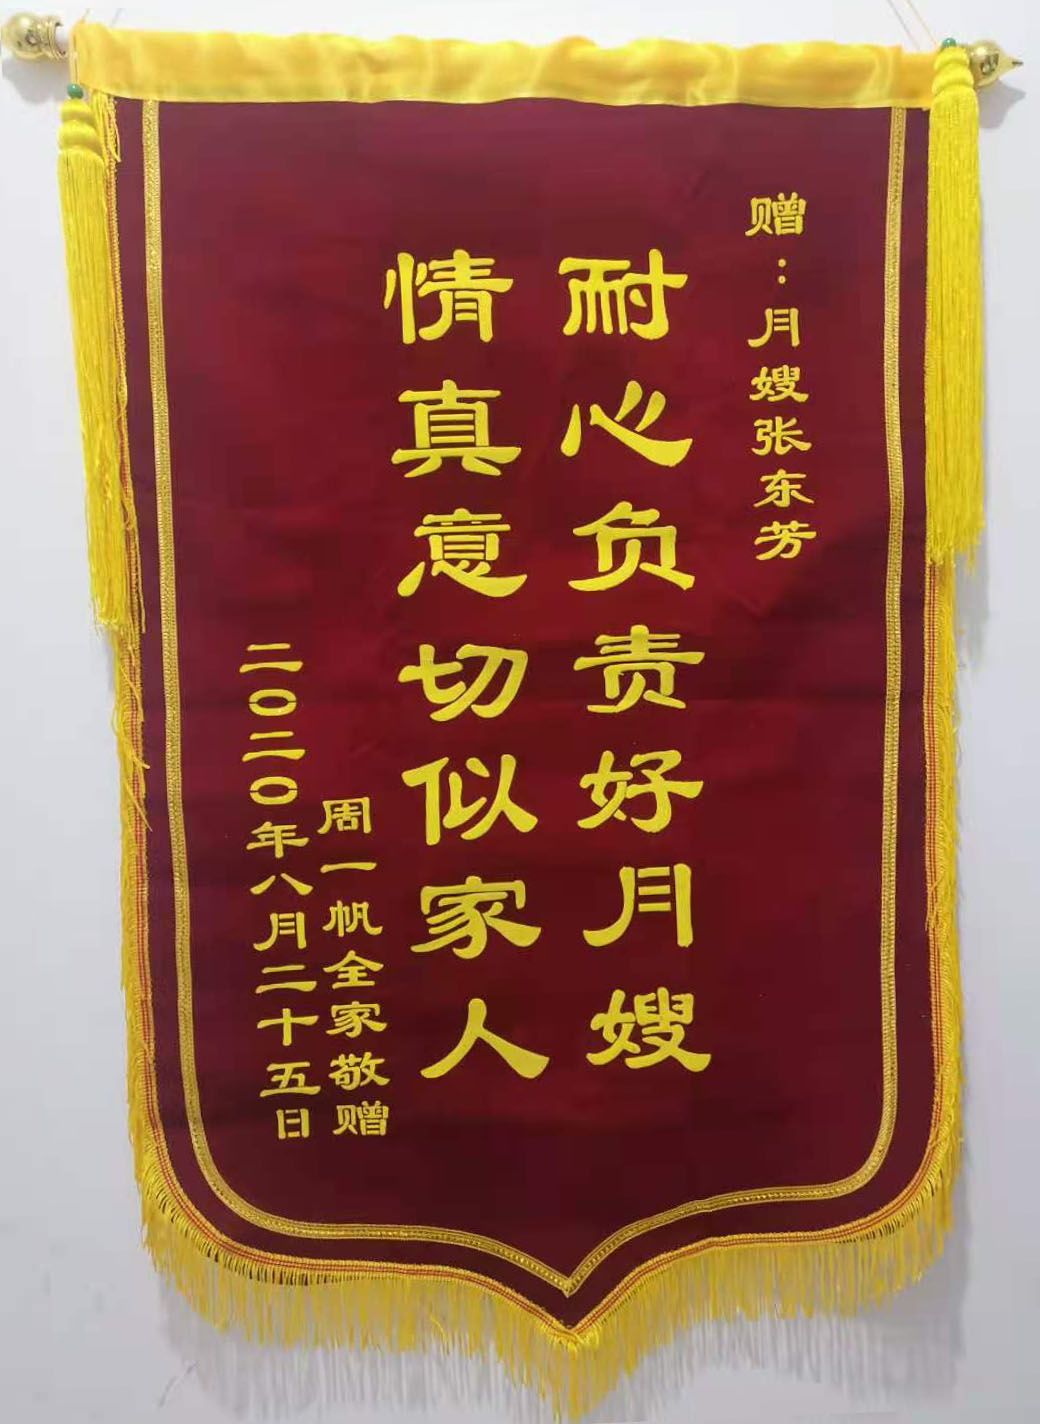 赠：月嫂张东芳
耐心负责好月嫂
情真意切似家人
周一帆全家敬赠
二〇二〇年八月二十五日